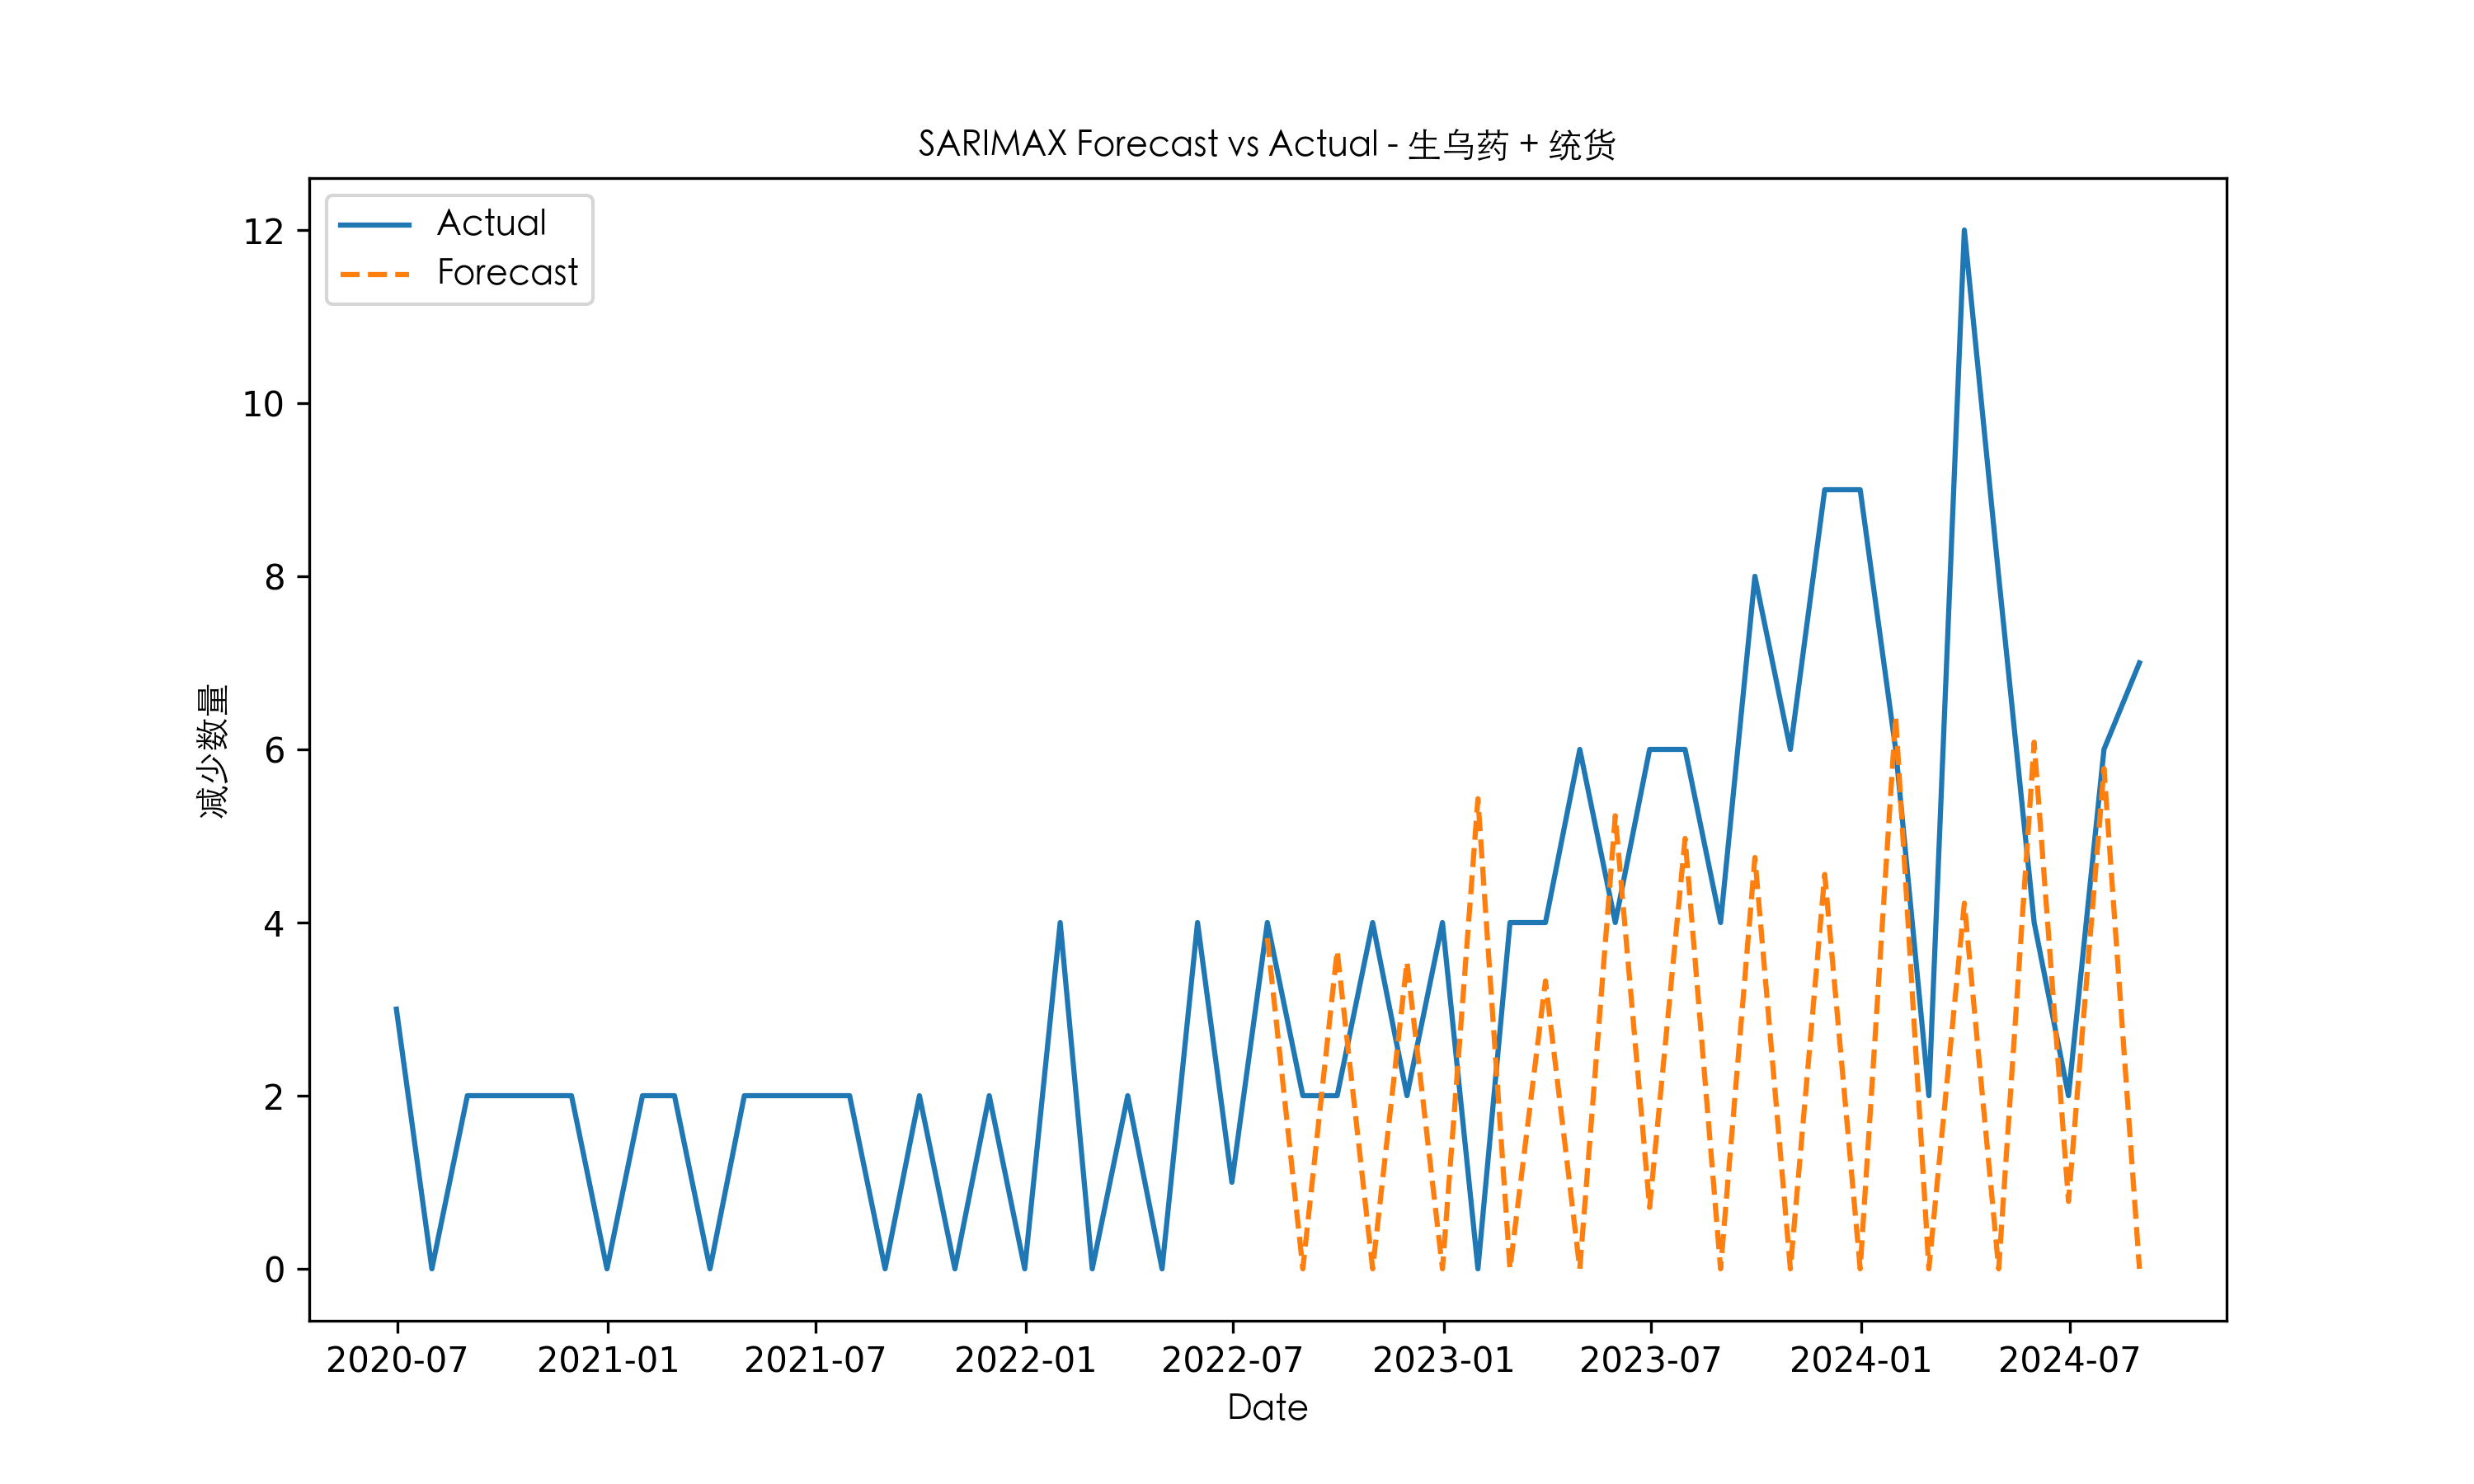 SARIMAX Forecast vs Actual - 生乌药 + 统货
Actual
Forecast
12
10
8
6
4
2
0
减少数量
2020-07 2021-01 2021-07 2022-01 2022-07 2023-01 2023-07 2024-01 2024-07
Date